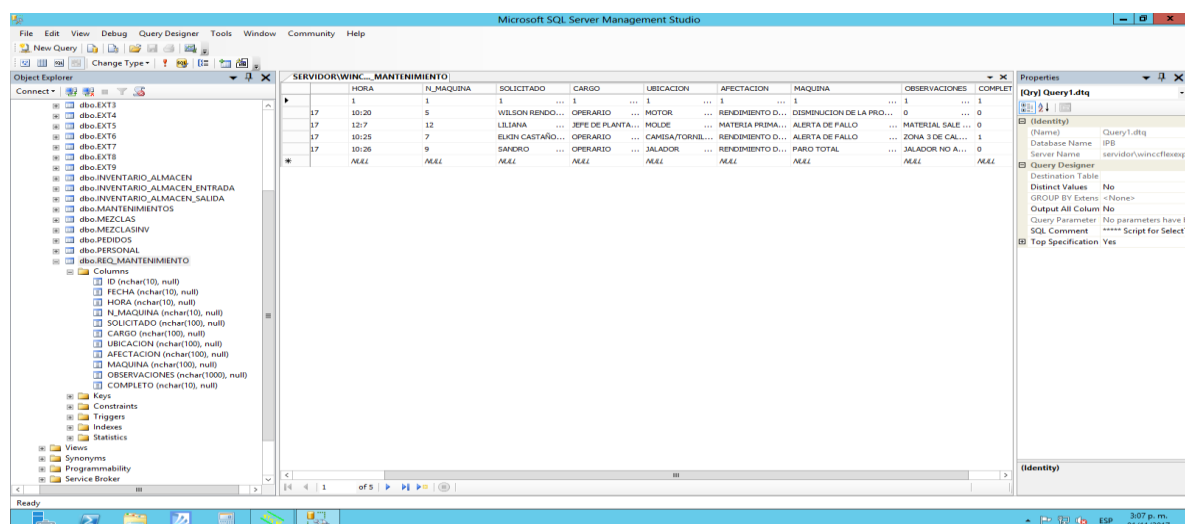 Microsoft SQL Server Management Studio
File Edit View Debug Query Designer Tools Window Community Help
New Query
Change Type
Object Explorer
Connect
dbo.EXT3
dbo.EXT4
dbo.EXT5
dbo.EXT6
dbo.EXT7
dbo.EXT8
dbo.EXT9
dbo.INVENTARIO_ALMACEN
dbo.INVENTARIO_ALMACEN_ENTRADA
dbo.INVENTARIO_ALMACEN_SALIDA
dbo.MANTENIMIENTOS
dbo.MEZCLAS
dbo.MEZCLASINV
dbo.PEDIDOS
dbo.PERSONAL
dbo.REQ_MANTENIMIENTO
Columns
ID (nchar(10), null)
FECHA (nchar(10), null)
HORA (nchar(10), null)
N_MAQUINA (nchar(10), null)
SOLICITADO (nchar(100), null)
CARGO (nchar(100), null)
UBICACION (nchar(100), null)
AFECTACION (nchar(100), null)
MAQUINA (nchar(100), null)
OBSERVACIONES (nchar(1000), null)
COMPLETO (nchar(10), null)
Keys
Constraints
Triggers
Indexes
Statistics
Views
Synonyms
Programmability
Service Broker
SERVIDOR\WINC..._MANTENIMIENTO
HORA N_MAQUINA SOLICITADO CARGO UBICACION AFECTACION MAQUINA OBSERVACIONES COMPLET
1 1 1 ... 1 ... 1 ... 1 ... 1 ... 1 ... 1
17 10:20 5 WILSON RENDO... OPERARIO ... MOTOR ... RENDIMIENTO D... DISMINUCION DE LA PRO... 0 ... 0
17 12:7 12 LILIANA ... JEFE DE PLANTA... MOLDE ... MATERIA PRIMA... ALERTA DE FALLO ... MATERIAL SALE ... 0
17 10:25 7 ELKIN CASTAÑO... OPERARIO ... CAMISA/TORNIL... RENDIMIENTO D... ALERTA DE FALLO ... ZONA 3 DE CAL... 1
17 10:26 9 SANDRO ... OPERARIO ... JALADOR ... RENDIMIENTO D... PARO TOTAL ... JALADOR NO A... 0
NULL NULL NULL NULL NULL NULL NULL NULL NULL
1 of 5
Properties
[Qry] Query1.dtq
(Identity)
(Name) Query1.dtq
Database Name IPB
Server Name servidor\winccflexexp
Query Designer
Destination Table
Distinct Values No
GROUP BY Extens <None>
Output All Colum No
Query Parameter No parameters have
SQL Comment ***** Script for Select
Top Specification Yes
(Identity)
Ready
ESP
3:07 p. m.